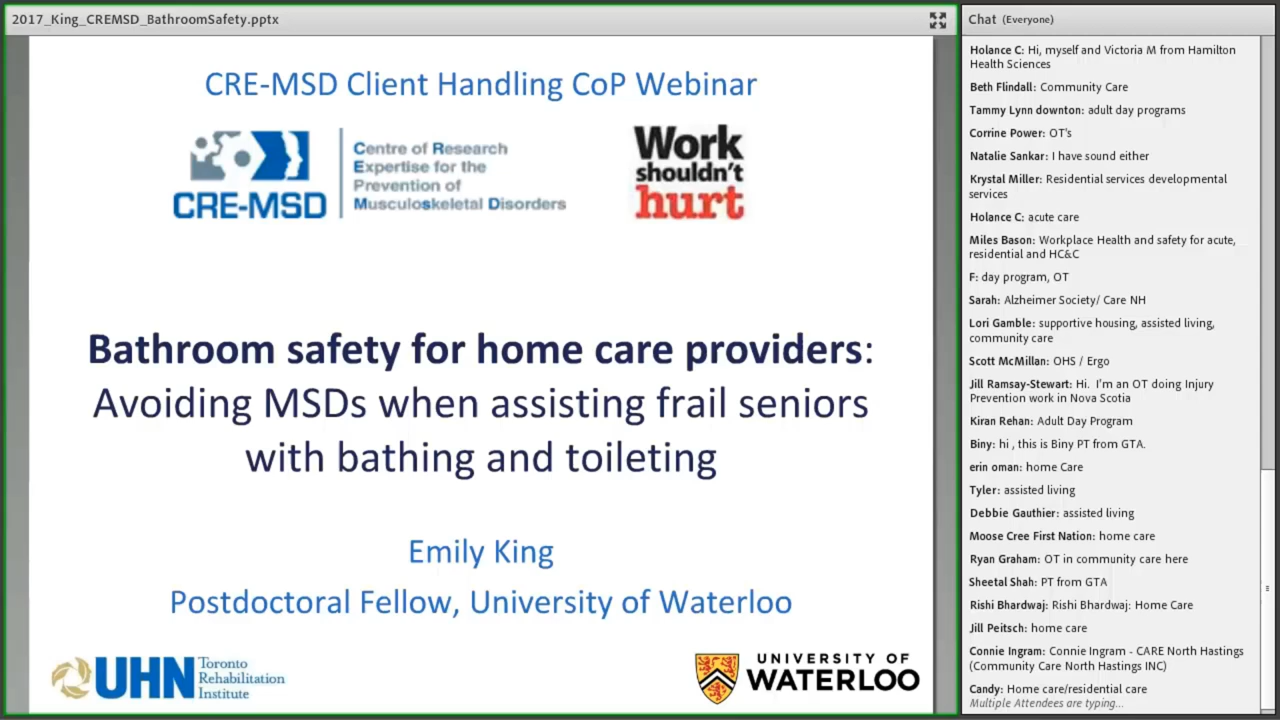 2017_King_CREMSD_BathroomSafety.pptx
CRE-MSD Client Handling CoP Webinar
CRE-MSD
Centre of Research
Expertise for the
Prevention of
Musculoskeletal Disorders
Work
shouldn't
hurt
Bathroom safety for home care providers:
Avoiding MSDs when assisting frail seniors
with bathing and toileting
Emily King
Postdoctoral Fellow, University of Waterloo
UHN
Toronto
Rehabilitation
Institute
UNIVERSITY OF
WATERLOO
Chat (Everyone)
Holance C: Hi, myself and Victoria M from Hamilton
Health Sciences
Beth Flindall: Community Care
Tammy Lynn downton: adult day programs
Corrine Power: OT's
Natalie Sankar: I have sound either
Krystal Miller: Residential services developmental
services
Holance C: acute care
Miles Bason: Workplace Health and safety for acute,
residential and HC&C
F: day program, OT
Sarah: Alzheimer Society/ Care NH
Lori Gamble: supportive housing, assisted living,
community care
Scott McMillan: OHS / Ergo
Jill Ramsay-Stewart: Hi.  I'm an OT doing Injury
Prevention work in Nova Scotia
Kiran Rehan: Adult Day Program
Biny: hi , this is Biny PT from GTA.
erin oman: home Care
Tyler: assisted living
Debbie Gauthier: assisted living
Moose Cree First Nation: home care
Ryan Graham: OT in community care here
Sheetal Shah: PT from GTA
Rishi Bhardwaj: Rishi Bhardwaj: Home Care
Jill Peitsch: home care
Connie Ingram: Connie Ingram - CARE North Hastings
(Community Care North Hastings INC)
Candy: Home care/residential care
Multiple Attendees are typing...